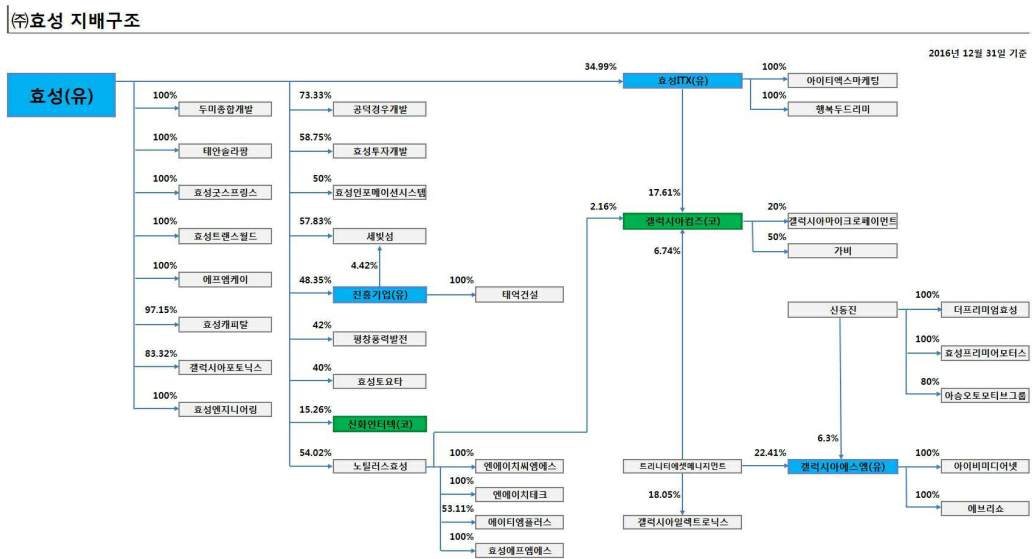 ㈜효성 지배구조
2016년 12월 31일 기준
효성(유)
100%
두미종합개발
100%
태안솔라팜
100%
효성굿스프링스
100%
효성트랜스월드
100%
에프엠케이
97.15%
효성캐피탈
83.32%
갤럭시아포토닉스
100%
효성엔지니어링
73.33%
공덕경우개발
58.75%
효성투자개발
50%
효성인포메이션시스템
57.83%
세빛섬
4.42%
48.35%
진흥기업(유)
100%
태억건설
42%
평창풍력발전
40%
효성토요타
15.26%
신화인터텍(코)
54.02%
노틸러스효성
100%
엔에이치씨엠에스
100%
엔에이치테크
53.11%
에이티엠플러스
100%
효성에프엠에스
34.99%
효성ITX(유)
100%
아이티엑스마케팅
100%
행복두드리미
17.61%
2.16%
갤럭시아컴즈(코)
20%
갤럭시아마이크로페이먼트
50%
가비
6.74%
신동진
100%
더프리미엄효성
100%
효성프리미어모터스
80%
아승오토모티브그룹
6.3%
트리니티에셋메니지먼트
22.41%
갤럭시아에스엠(유)
100%
아이비미디어넷
100%
에브리쇼
18.05%
갤럭시아일렉트로닉스